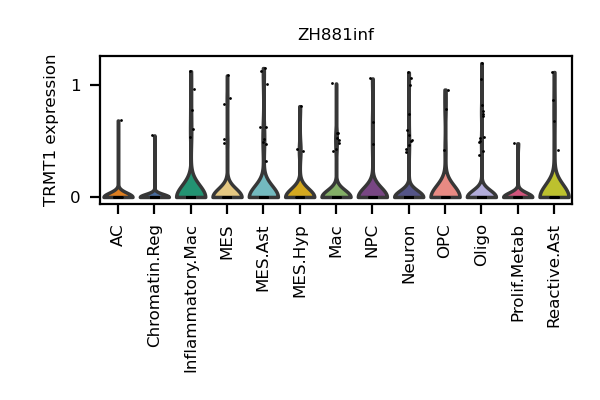 ZH881inf
TRMT1 expression
1
0
AC
Chromatin.Reg
Inflammatory.Mac
MES
MES.Ast
MES.Hyp
Mac
NPC
Neuron
OPC
Oligo
Prolif.Metab
Reactive.Ast